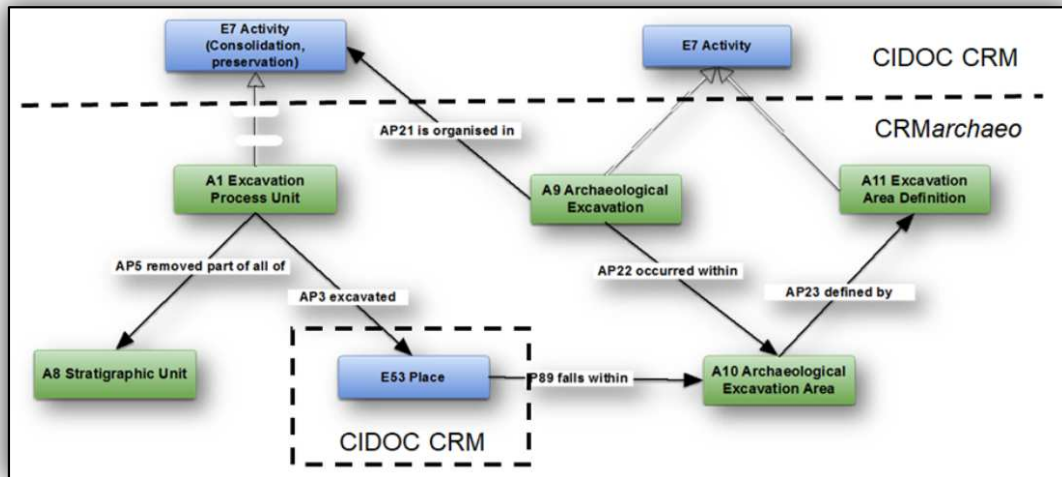 E7 Activity
(Consolidation,
preservation)
E7 Activity
CIDOC CRM
AP21 is organised in
CRMarchaeo
A1 Excavation
Process Unit
A9 Archaeological
Excavation
A11 Excavation
Area Definition
AP5 removed part of all of
AP22 occurred within
AP3 excavated
AP23 defined by
A8 Stratigraphic Unit
E53 Place
P89 falls within
A10 Archaeological
Excavation Area
CIDOC CRM